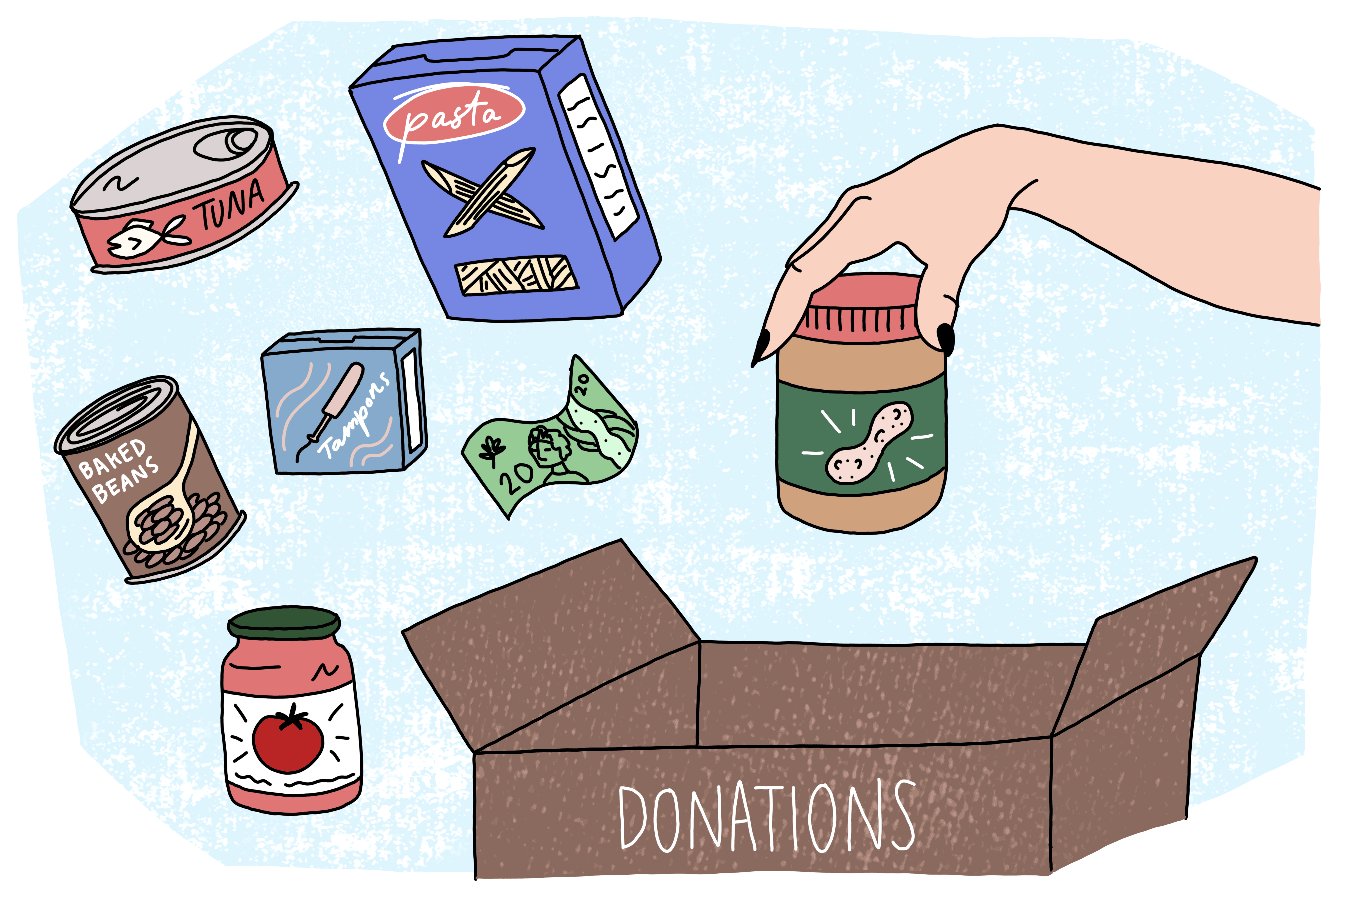 pasta
TUNA
Tampons
20
20
BAKED
BEANS
DONATIONS